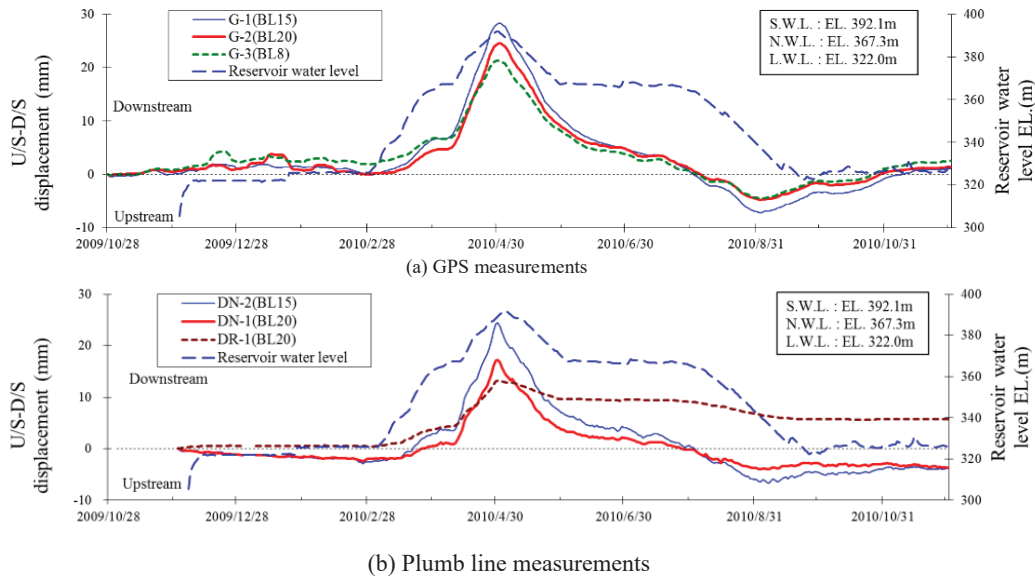 G-1(BL15)
G-2(BL20)
G-3(BL8)
Reservoir water level
S.W.L. : EL. 392.1m
N.W.L. : EL. 367.3m
L.W.L. : EL. 322.0m
U/S-D/S
displacement (mm)
30
20
10
0
-10
Downstream
Upstream
400
380
360
340
320
300
Reservoir water
level EL.(m)
2009/10/28 2009/12/28 2010/2/28 2010/4/30 2010/6/30 2010/8/31 2010/10/31
(a) GPS measurements
DN-2(BL15)
DN-1(BL20)
DR-1(BL20)
Reservoir water level
S.W.L. : EL. 392.1m
N.W.L. : EL. 367.3m
L.W.L. : EL. 322.0m
U/S-D/S
displacement (mm)
30
20
10
0
-10
Downstream
Upstream
400
380
360
340
320
300
Reservoir water
level EL.(m)
2009/10/28 2009/12/28 2010/2/28 2010/4/30 2010/6/30 2010/8/31 2010/10/31
(b) Plumb line measurements